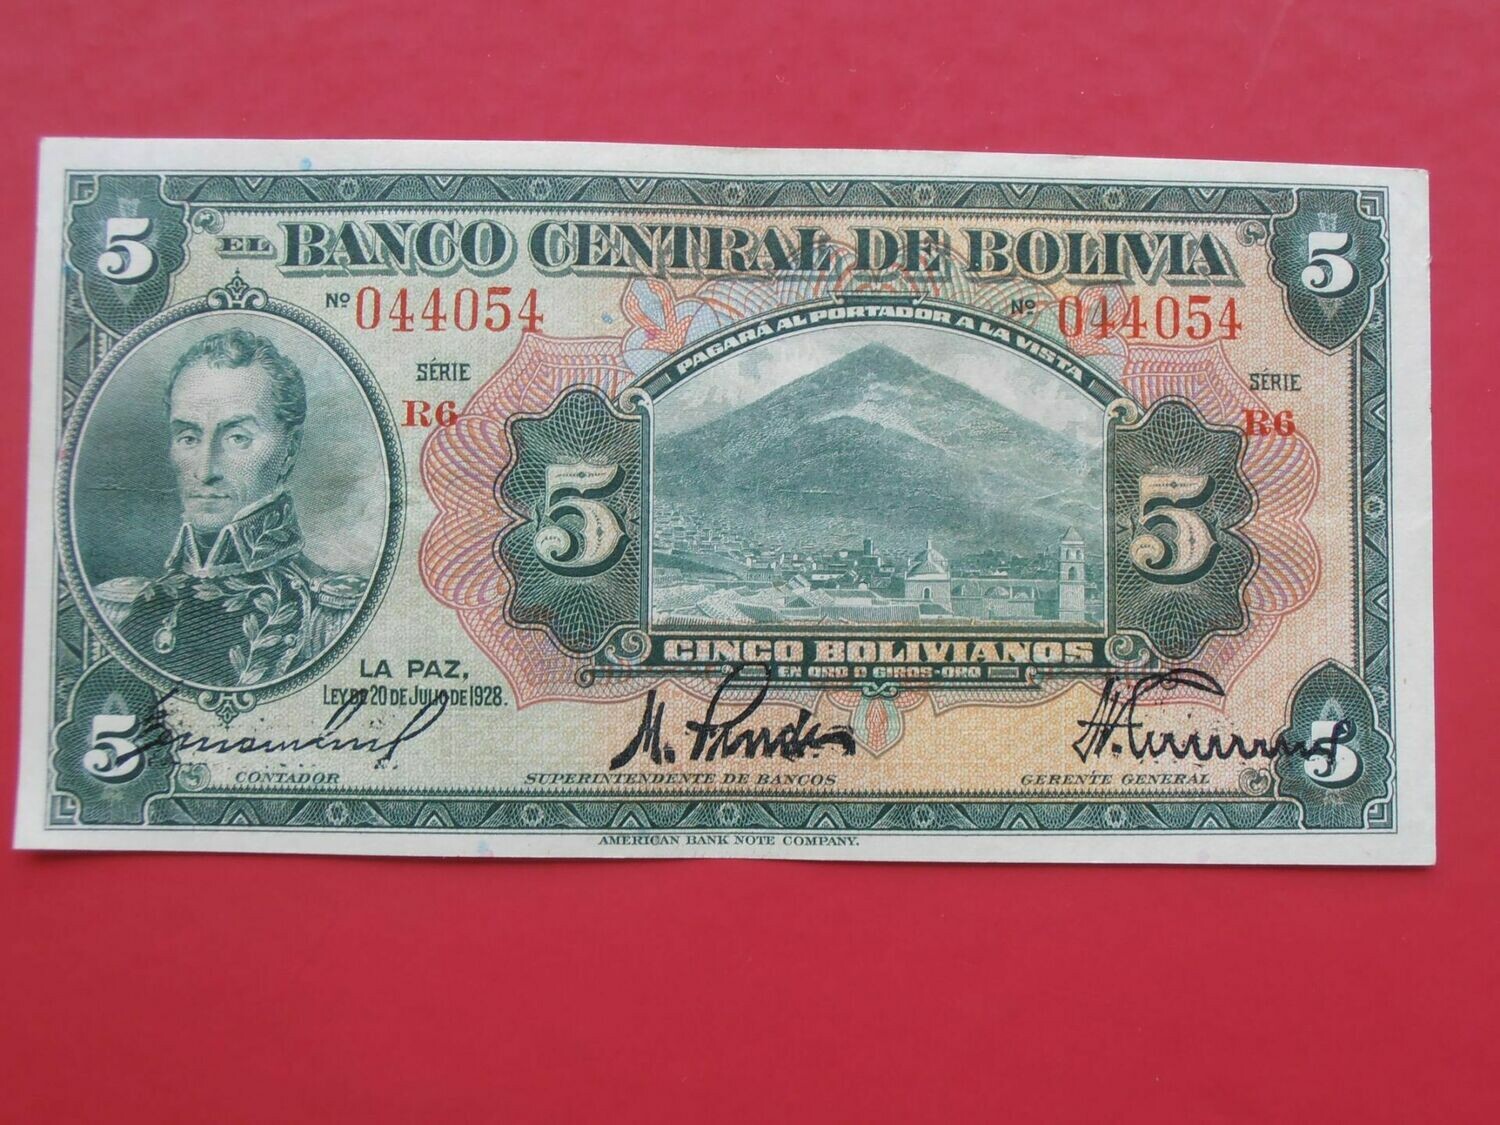 5 EL BANCO CENTRAL DE BOLIVIA 5
Nº 044054 Nº 044054
PAGARÁ AL PORTADOR A LA VISTA
SÉRIE SÉRIE
R6 R6
5 5
CINCO BOLIVIANOS
EN ORO O GIROS-ORO
LA PAZ,
LEY DE 20 DE JULIO DE 1928.
5 5
CONTADOR SUPERINTENDENTE DE BANCOS GERENTE GENERAL
AMERICAN BANK NOTE COMPANY.